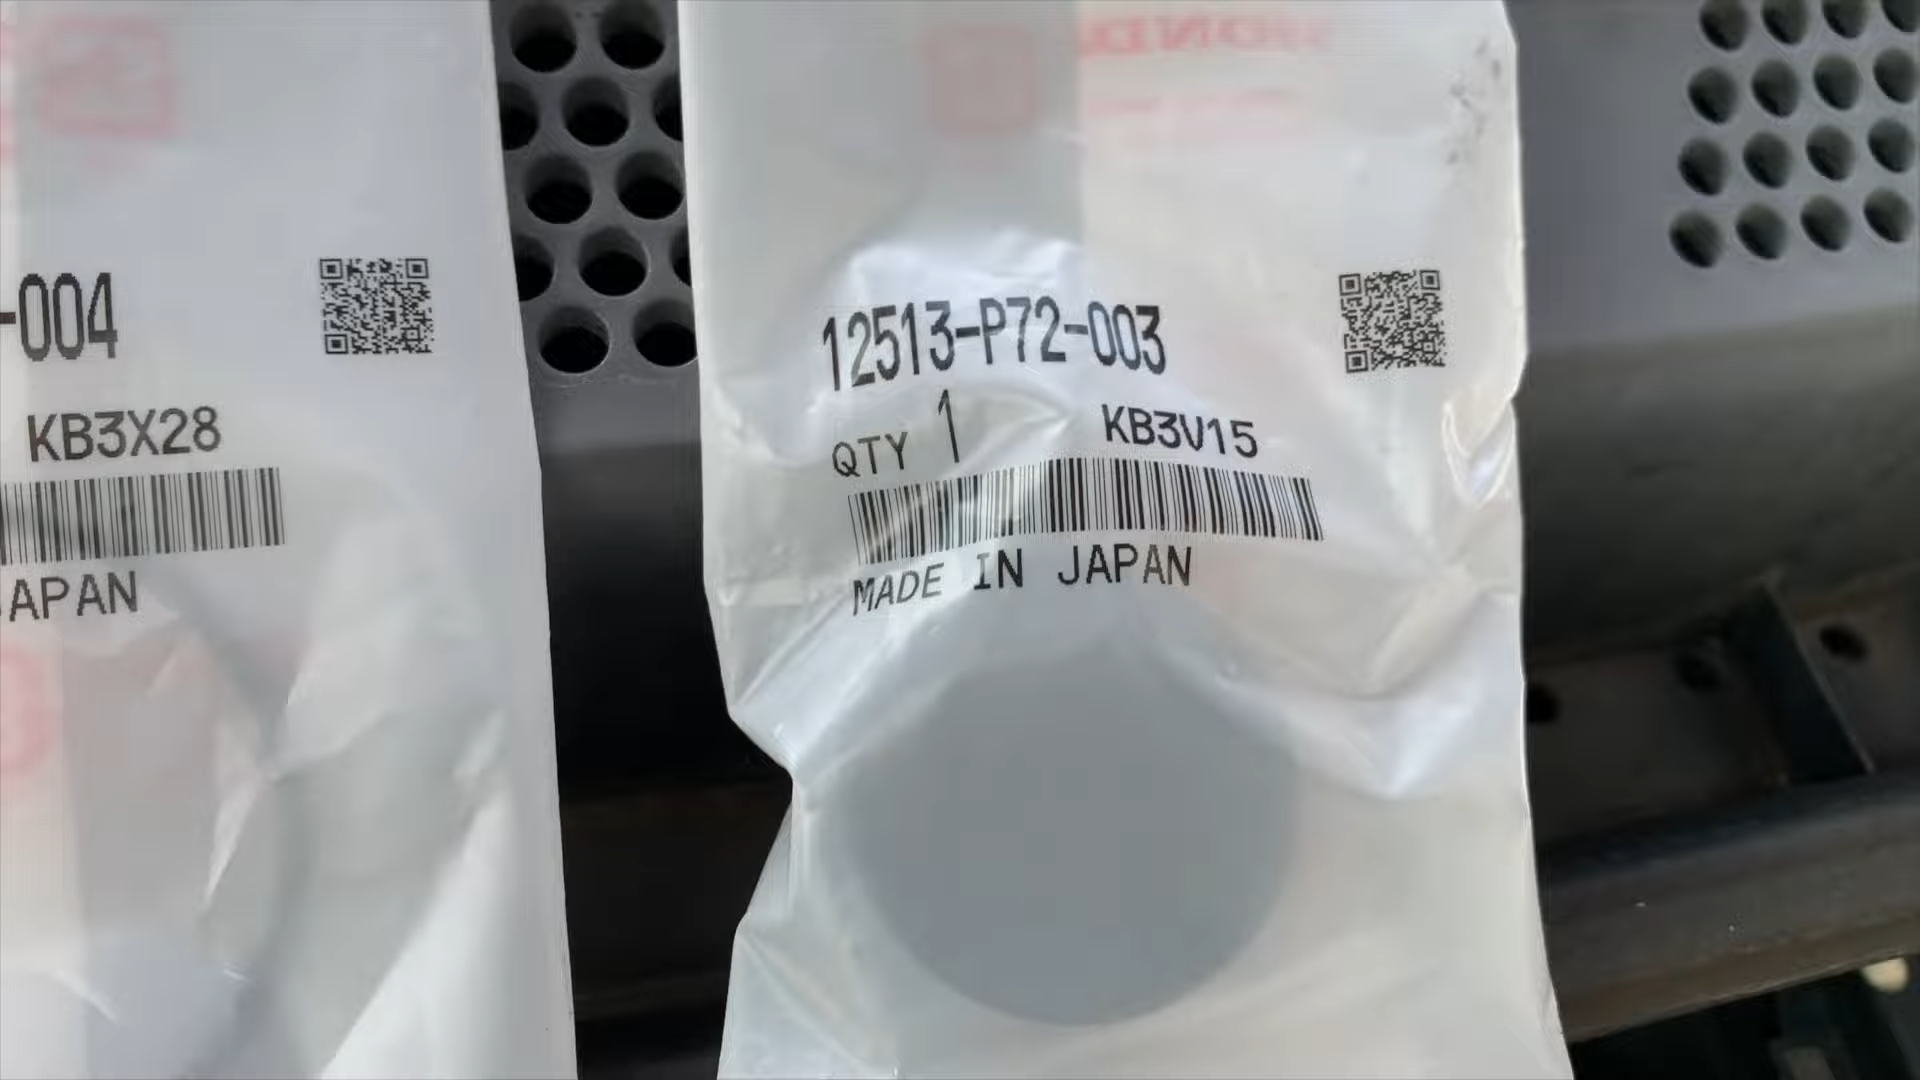 -004
KB3X28
JAPAN
12513-P72-003
QTY 1 KB3V15
MADE IN JAPAN